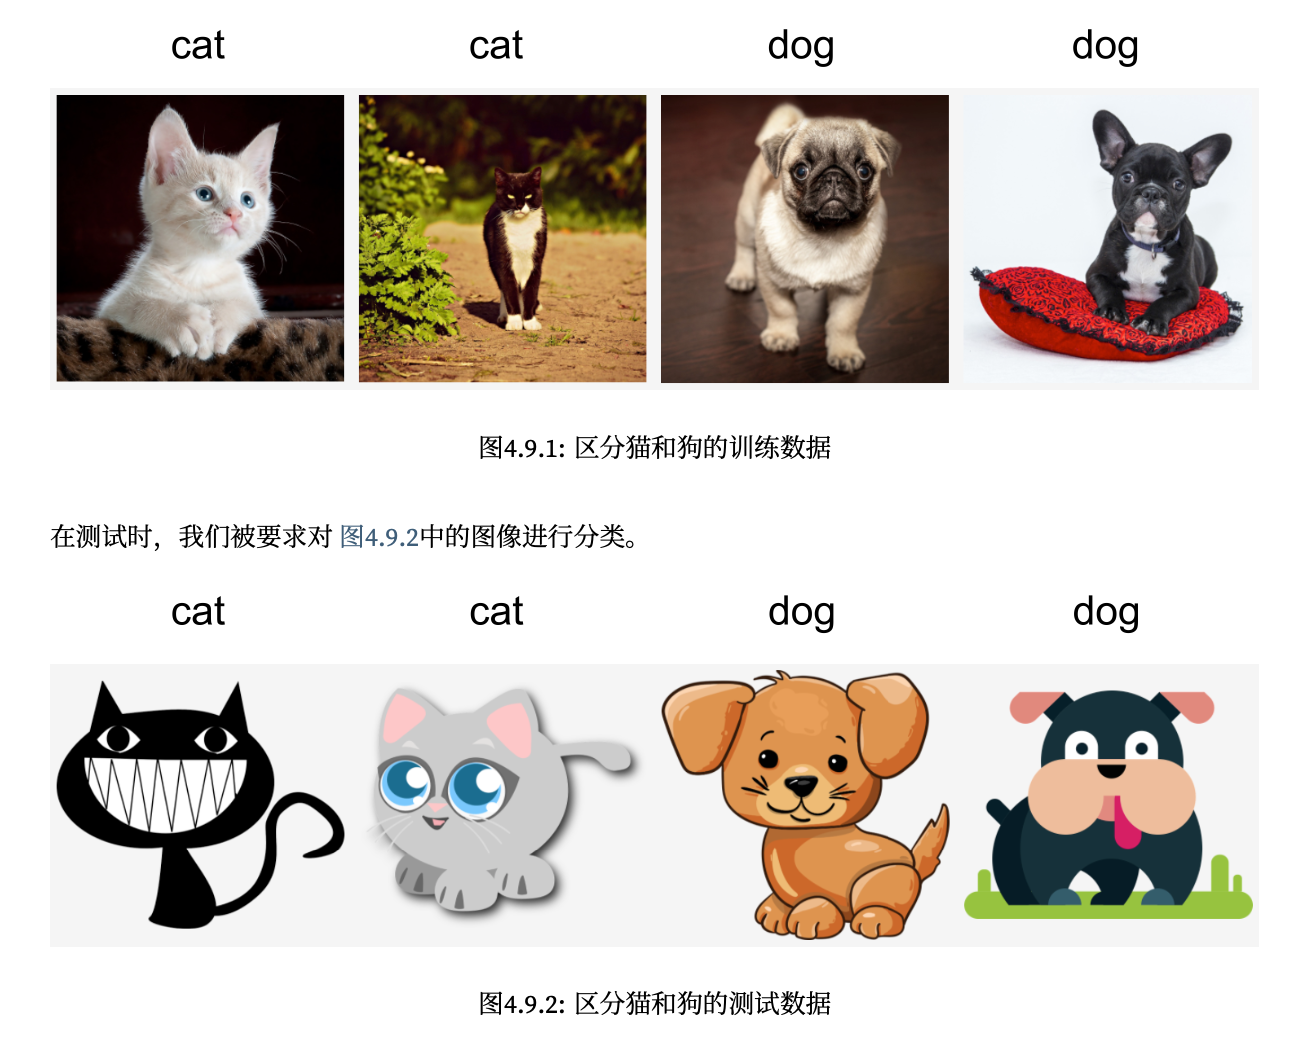 cat cat dog dog
图4.9.1: 区分猫和狗的训练数据
在测试时，我们被要求对 图4.9.2中的图像进行分类。
cat cat dog dog
图4.9.2: 区分猫和狗的测试数据